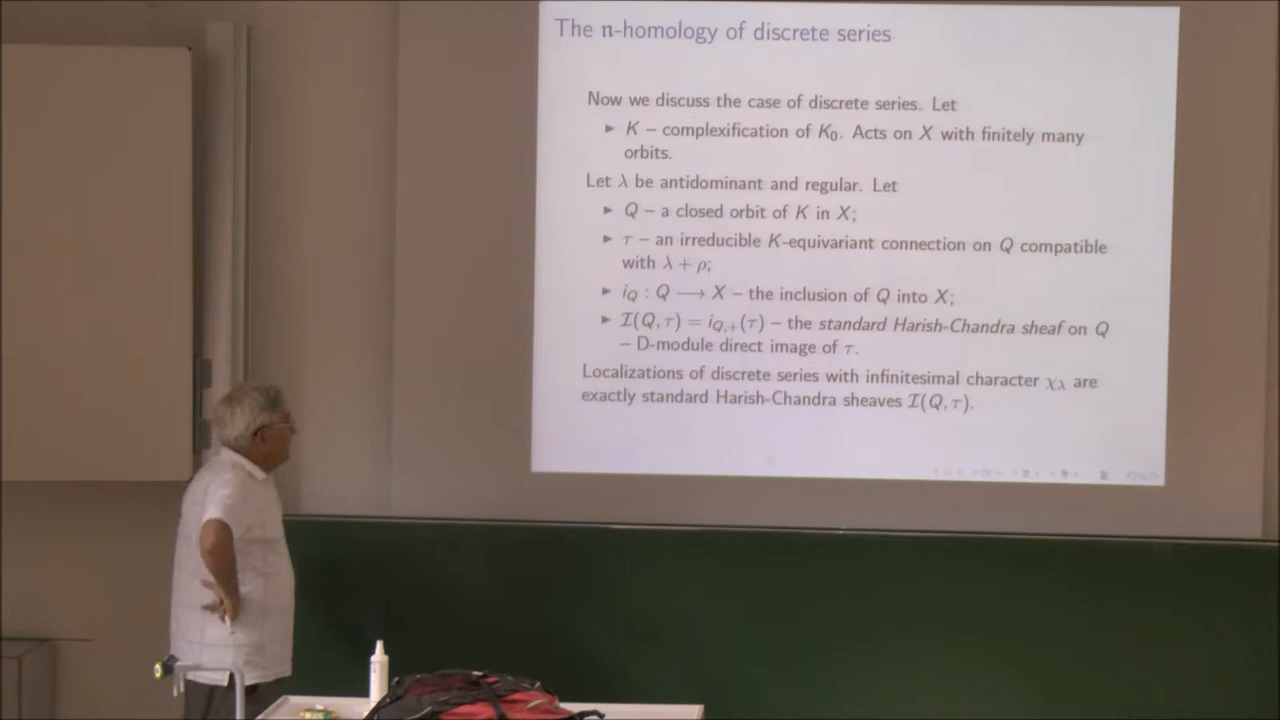 The n-homology of discrete series
Now we discuss the case of discrete series. Let
► K – complexification of K₀. Acts on X with finitely many
orbits.
Let λ be antidominant and regular. Let
► Q – a closed orbit of K in X;
► τ – an irreducible K-equivariant connection on Q compatible
with λ + ρ;
► i_Q : Q ⟶ X – the inclusion of Q into X;
► 𝓘(Q, τ) = i_{Q,+}(τ) – the standard Harish-Chandra sheaf on Q
– D-module direct image of τ.
Localizations of discrete series with infinitesimal character χ_λ are
exactly standard Harish-Chandra sheaves 𝓘(Q, τ).